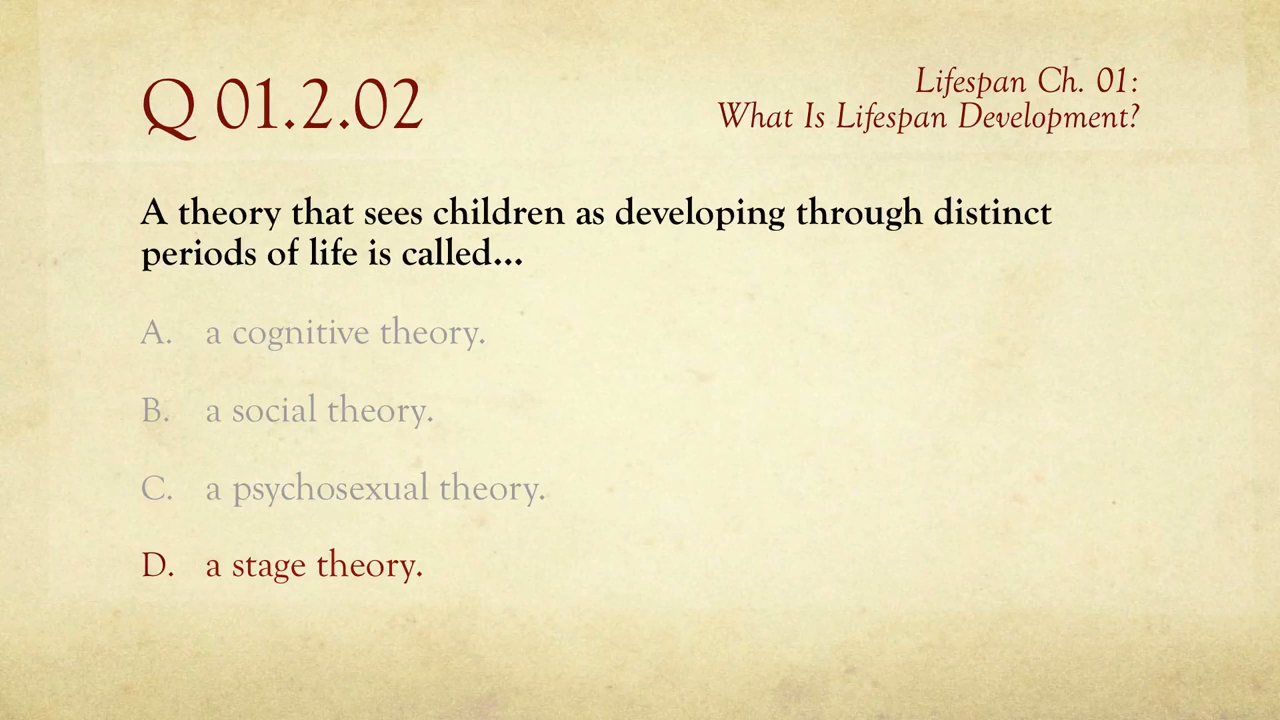 Q 01.2.02
Lifespan Ch. 01:
What Is Lifespan Development?
A theory that sees children as developing through distinct
periods of life is called...
A. a cognitive theory.
B. a social theory.
C. a psychosexual theory.
D. a stage theory.